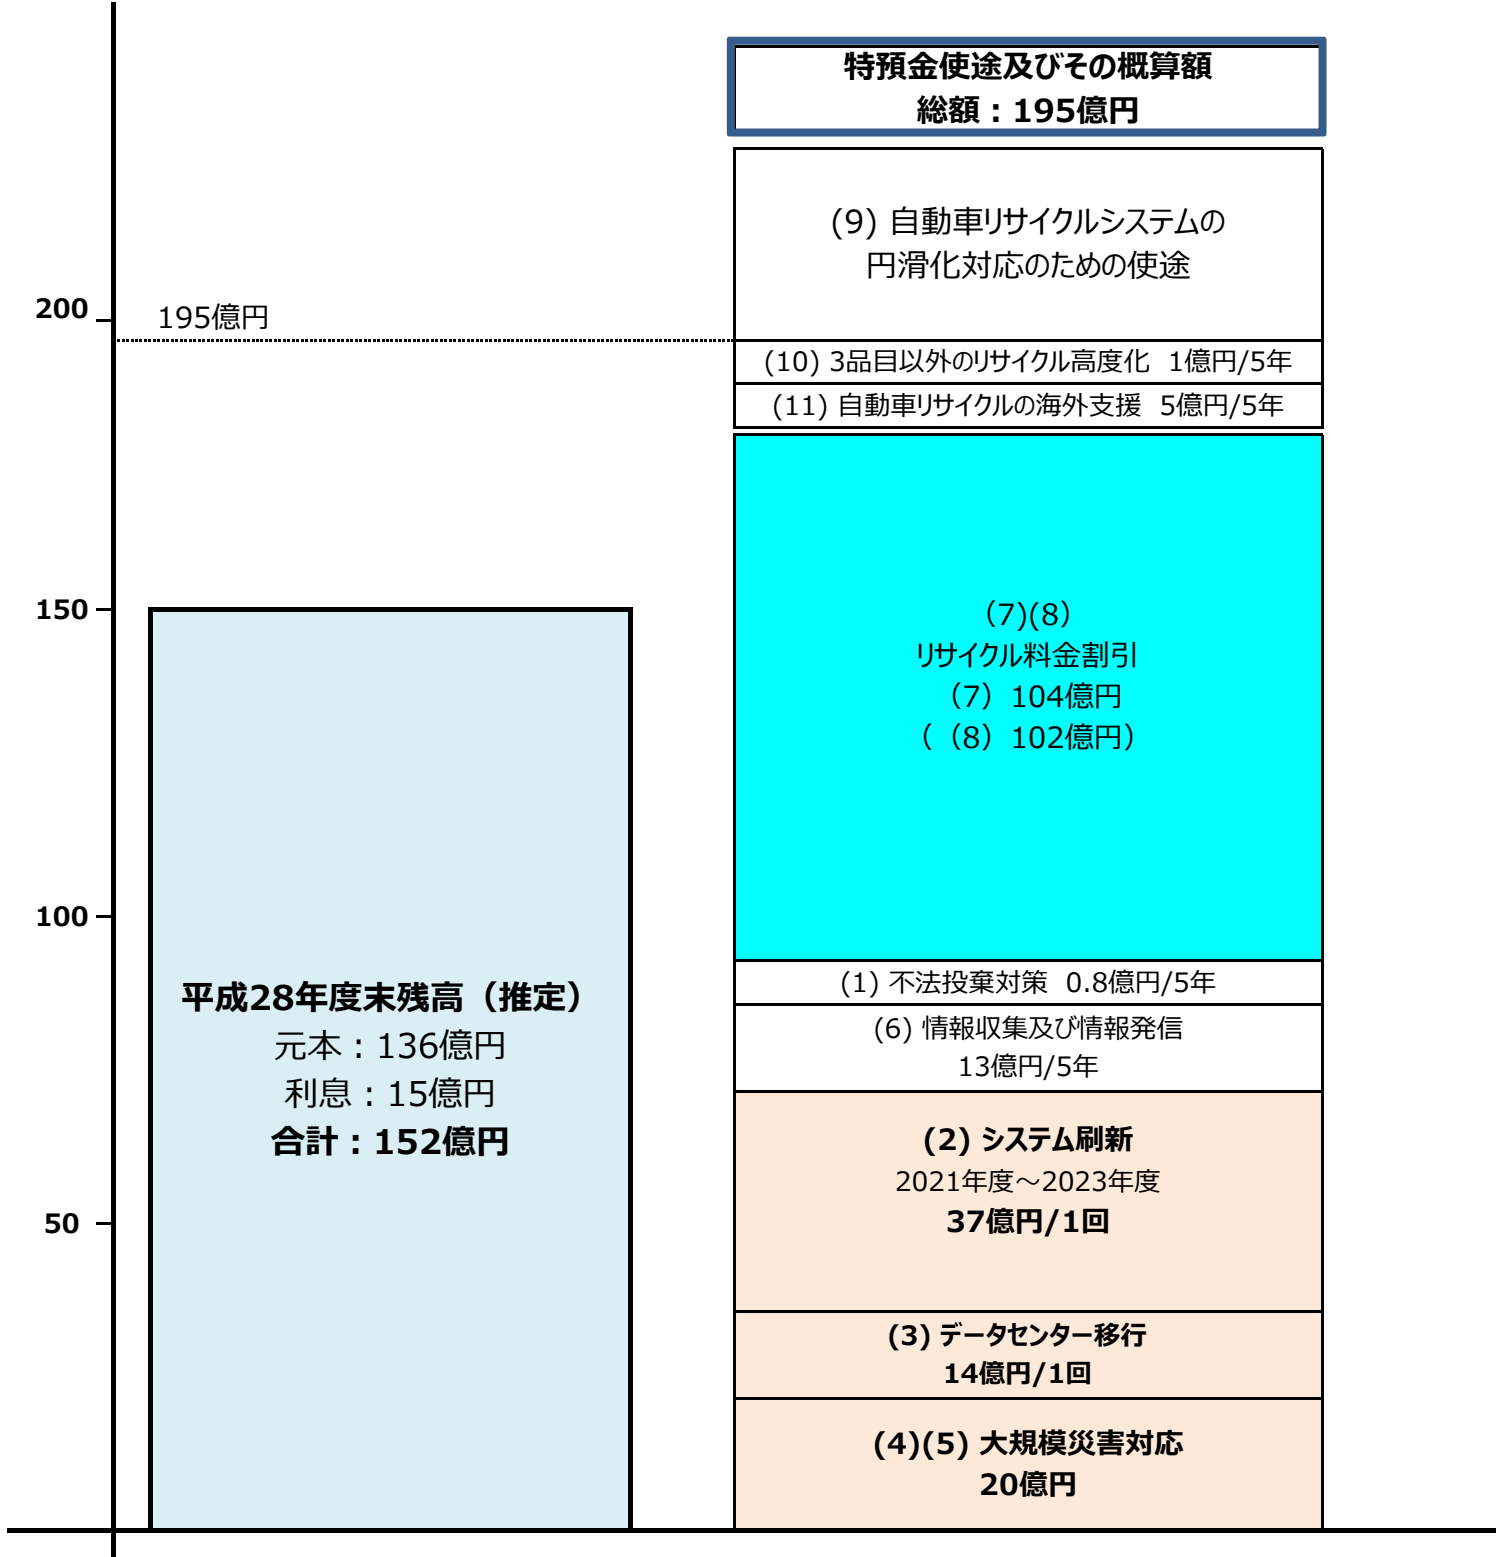 特預金使途及びその概算額
総額：195億円
(9) 自動車リサイクルシステムの
円滑化対応のための使途
200
195億円
(10) 3品目以外のリサイクル高度化 1億円/5年
(11) 自動車リサイクルの海外支援 5億円/5年
150
（7)(8）
リサイクル料金割引
（7）104億円
（（8）102億円）
100
(1) 不法投棄対策 0.8億円/5年
平成28年度末残高（推定）
元本：136億円
利息：15億円
合計：152億円
(6) 情報収集及び情報発信
13億円/5年
(2) システム刷新
2021年度～2023年度
37億円/1回
50
(3) データセンター移行
14億円/1回
(4)(5) 大規模災害対応
20億円